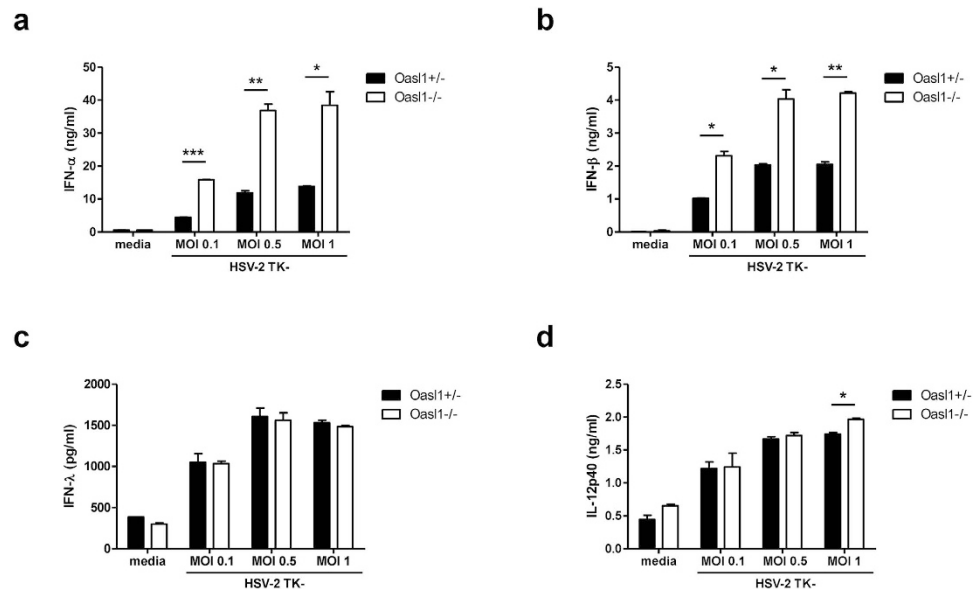 a
IFN-α (ng/ml)
50
40
30
20
10
0
***
**
*
Oasl1+/-
Oasl1-/-
media MOI 0.1 MOI 0.5 MOI 1
HSV-2 TK-
b
IFN-β (ng/ml)
5
4
3
2
1
0
*
*
**
Oasl1+/-
Oasl1-/-
media MOI 0.1 MOI 0.5 MOI 1
HSV-2 TK-
c
IFN-λ (pg/ml)
2000
1500
1000
500
0
Oasl1+/-
Oasl1-/-
media MOI 0.1 MOI 0.5 MOI 1
HSV-2 TK-
d
IL-12p40 (ng/ml)
2.5
2.0
1.5
1.0
0.5
0.0
*
Oasl1+/-
Oasl1-/-
media MOI 0.1 MOI 0.5 MOI 1
HSV-2 TK-